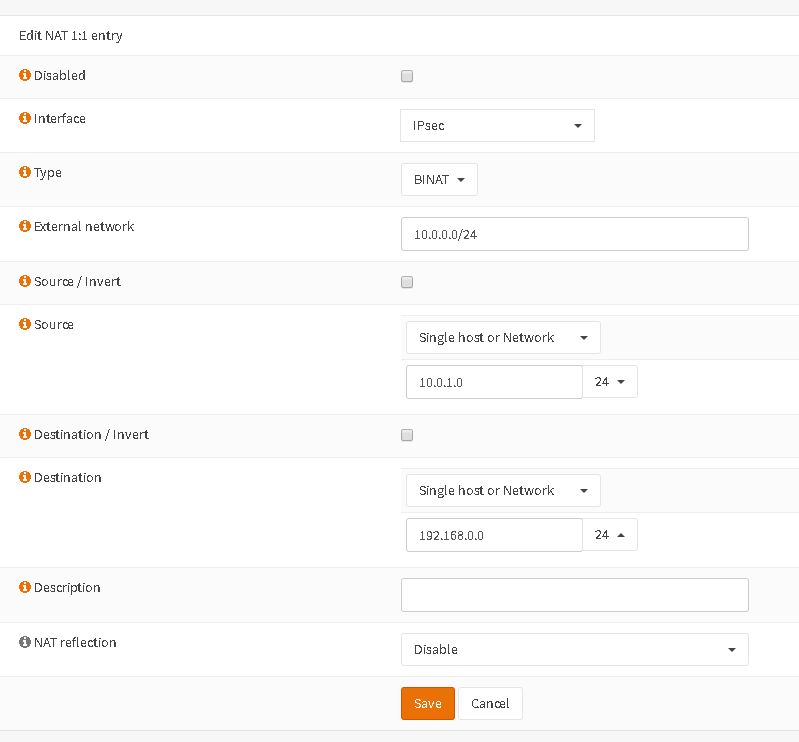 Edit NAT 1:1 entry
Disabled
Interface
IPsec
Type
BINAT
External network
10.0.0.0/24
Source / Invert
Source
Single host or Network
10.0.1.0 24
Destination / Invert
Destination
Single host or Network
192.168.0.0 24
Description
NAT reflection
Disable
Save Cancel